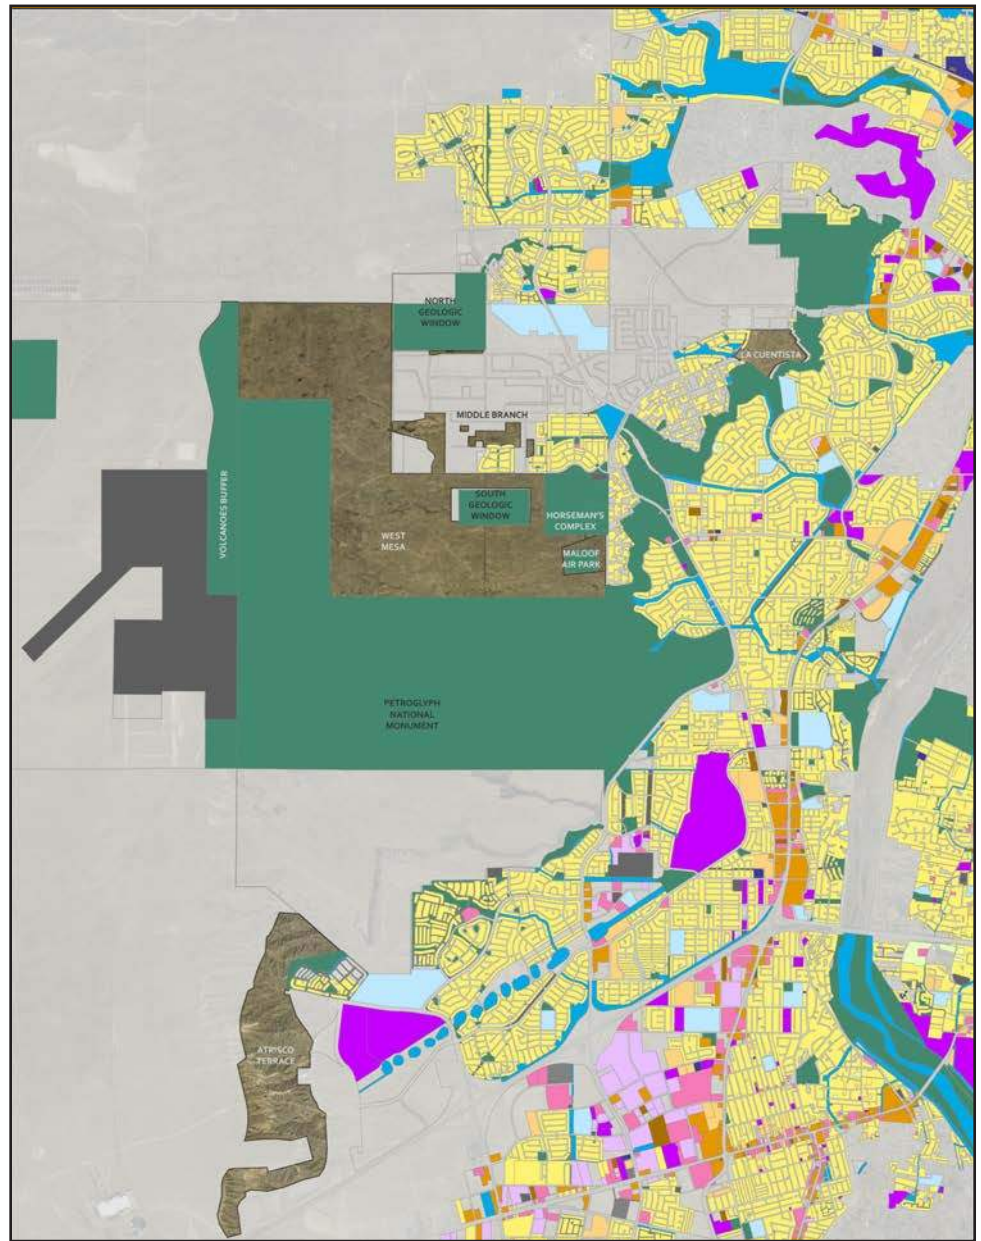 NORTH
GEOLOGIC
WINDOW
LA CUENTISTA
MIDDLE BRANCH
VOLCANOES BUFFER
SOUTH
GEOLOGIC
WINDOW
HORSEMAN'S
COMPLEX
WEST
MESA
MALOOF
AIR PARK
PETROGLYPH
NATIONAL
MONUMENT
ATRISCO
TERRACE